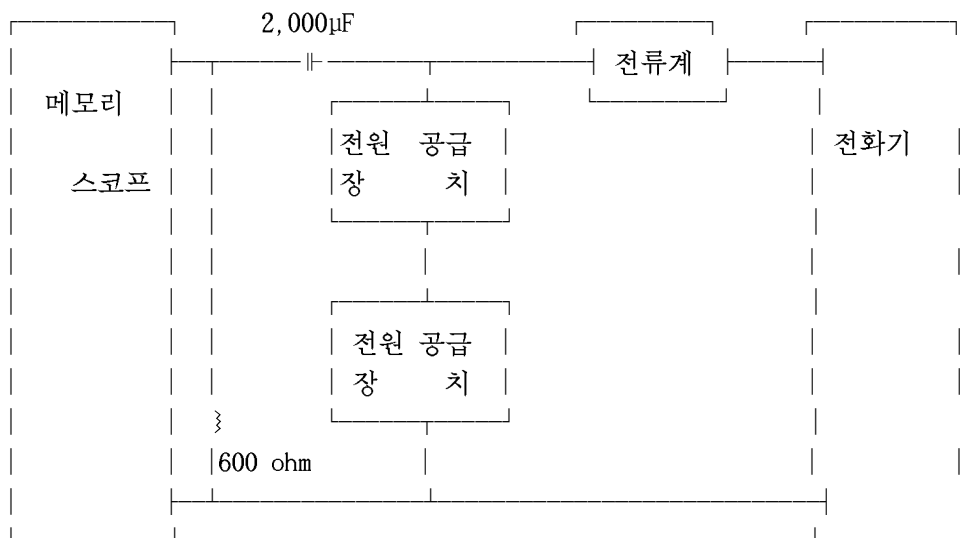 2,000μF
전류계
메모리
전원 공급
전화기
스코프
장 치
전원 공급
장 치
600 ohm